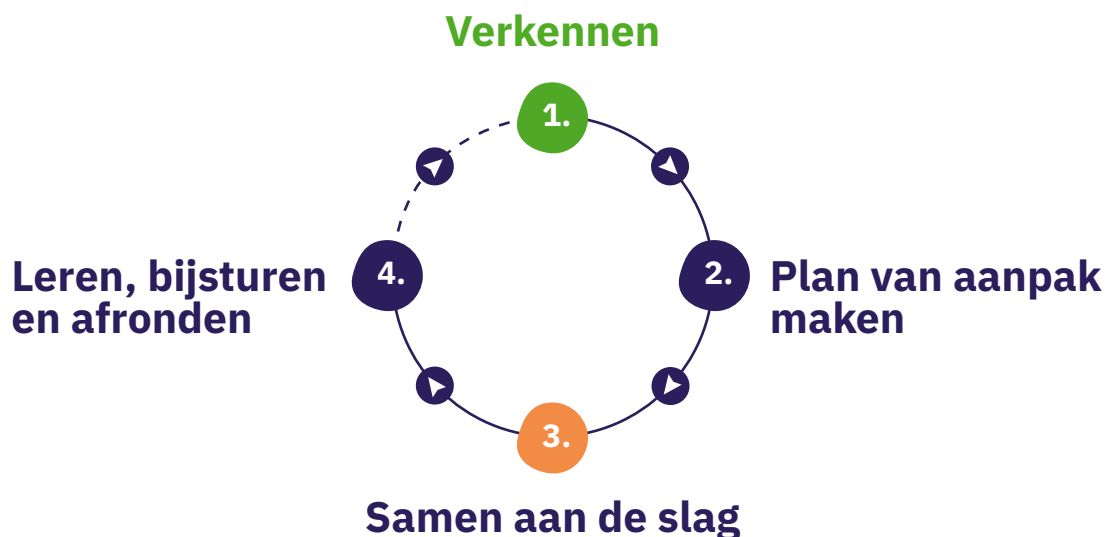 Verkennen
1.
2.
Plan van aanpak
maken
3.
Samen aan de slag
4.
Leren, bijsturen
en afronden